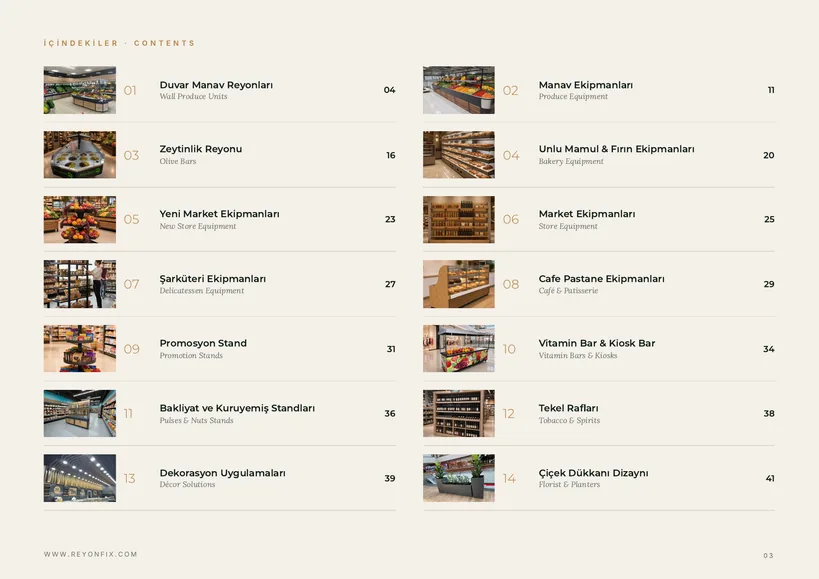 İÇİNDEKİLER · CONTENTS
01
Duvar Manav Reyonları
Wall Produce Units
04
02
Manav Ekipmanları
Produce Equipment
11
03
Zeytinlik Reyonu
Olive Bars
16
04
Unlu Mamul & Fırın Ekipmanları
Bakery Equipment
20
05
Yeni Market Ekipmanları
New Store Equipment
23
06
Market Ekipmanları
Store Equipment
25
07
Şarküteri Ekipmanları
Delicatessen Equipment
27
08
Cafe Pastane Ekipmanları
Café & Patisserie
29
09
Promosyon Stand
Promotion Stands
31
10
Vitamin Bar & Kiosk Bar
Vitamin Bars & Kiosks
34
11
Bakliyat ve Kuruyemiş Standları
Pulses & Nuts Stands
36
12
Tekel Rafları
Tobacco & Spirits
38
13
Dekorasyon Uygulamaları
Décor Solutions
39
14
Çiçek Dükkanı Dizaynı
Florist & Planters
41
WWW.REYONFIX.COM
03